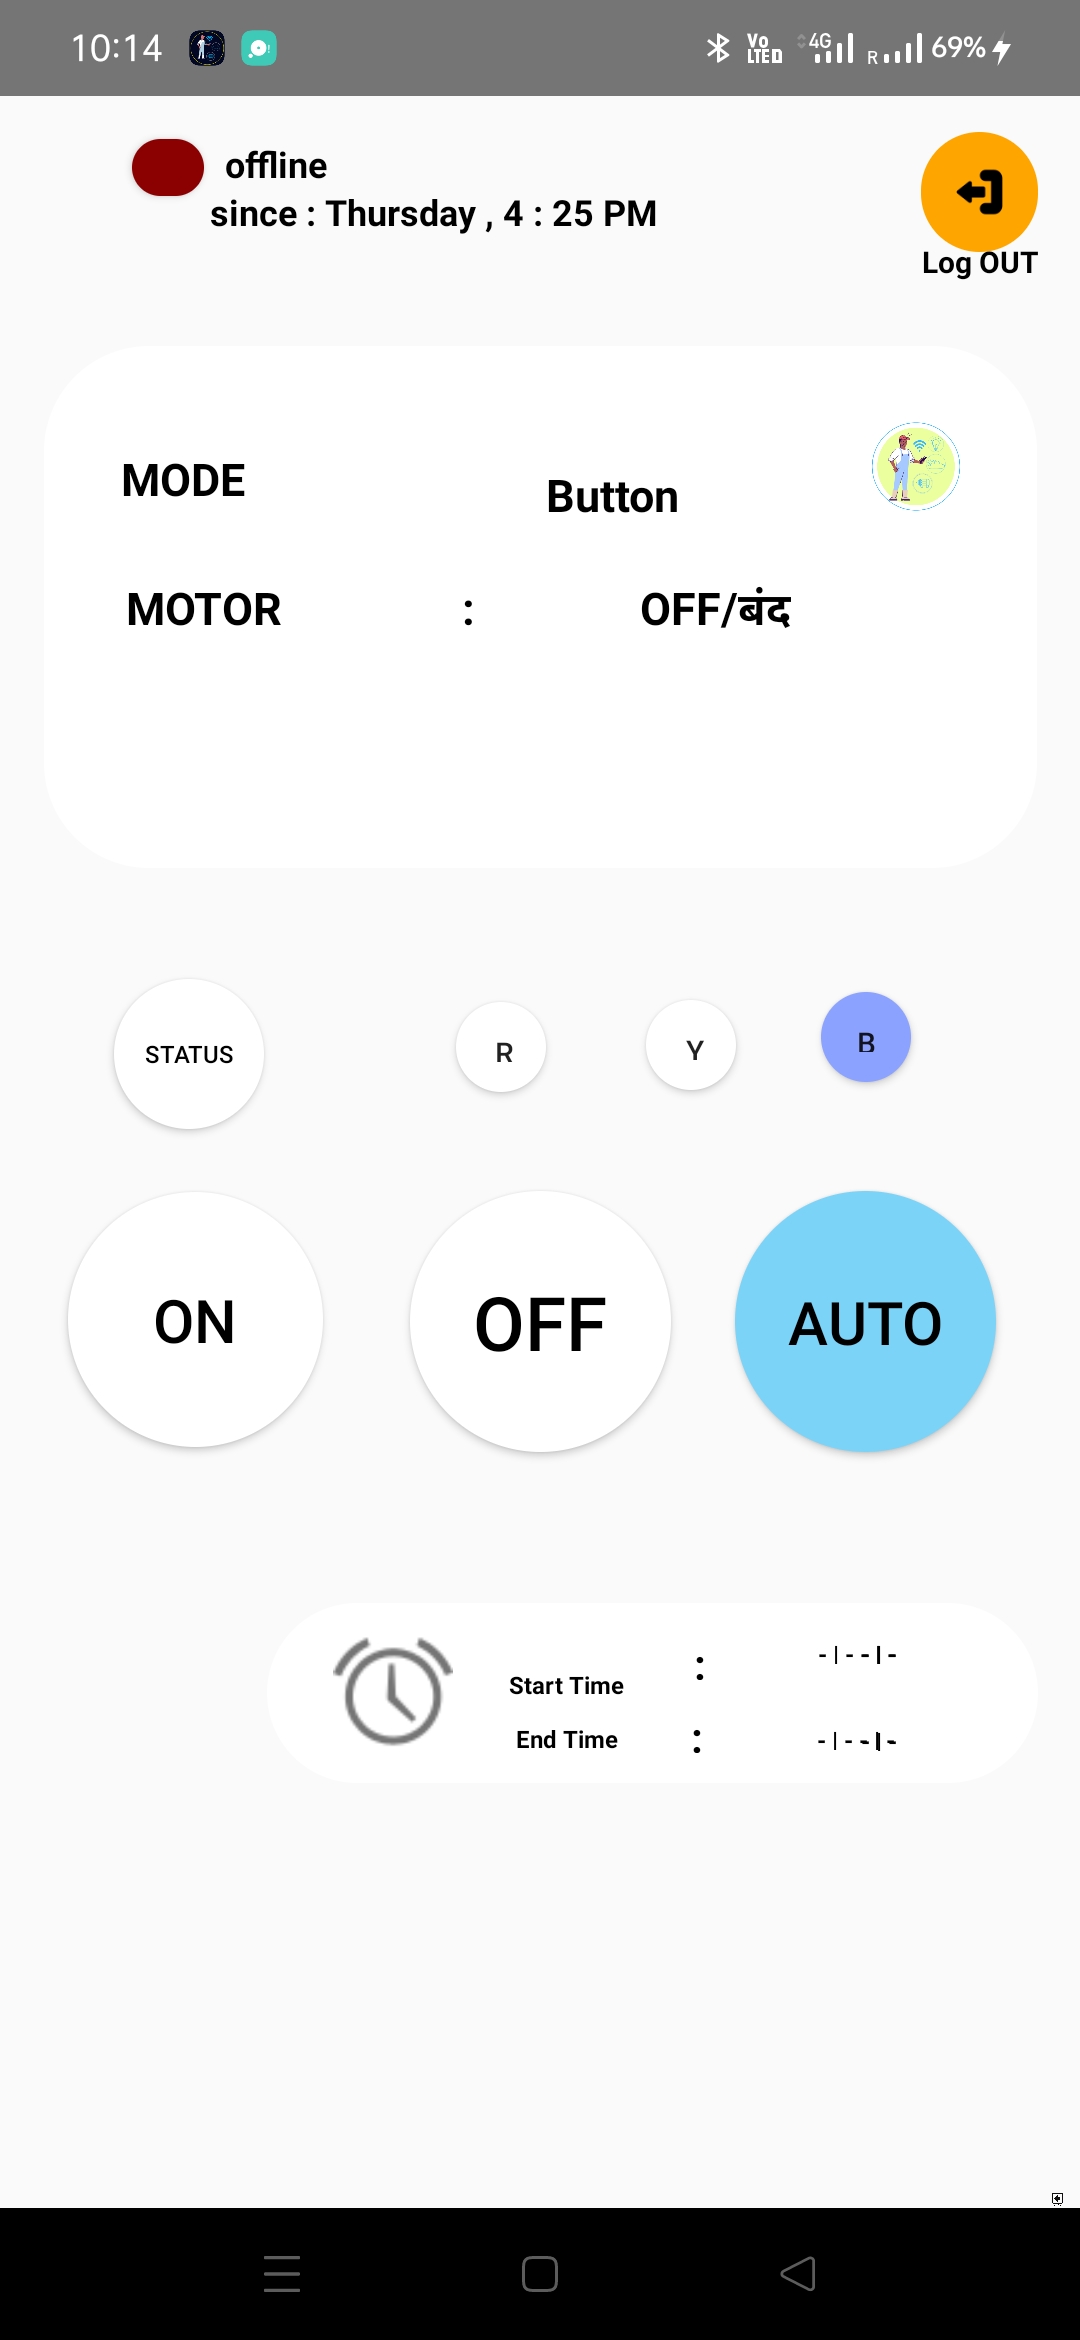 10:14 Vo LTE D 4G R 69%
offline
since : Thursday , 4 : 25 PM
Log OUT
MODE Button
MOTOR : OFF/बंद
STATUS R Y B
ON OFF AUTO
Start Time : -|--|-
End Time : -|--|-